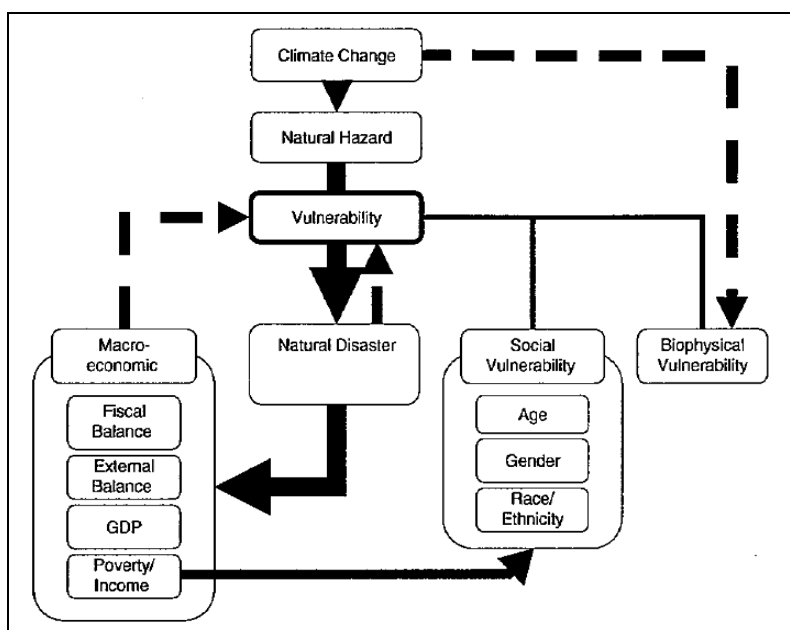 Climate Change
Natural Hazard
Vulnerability
Macro-
economic
Natural Disaster
Social
Vulnerability
Biophysical
Vulnerability
Fiscal
Balance
External
Balance
GDP
Poverty/
Income
Age
Gender
Race/
Ethnicity